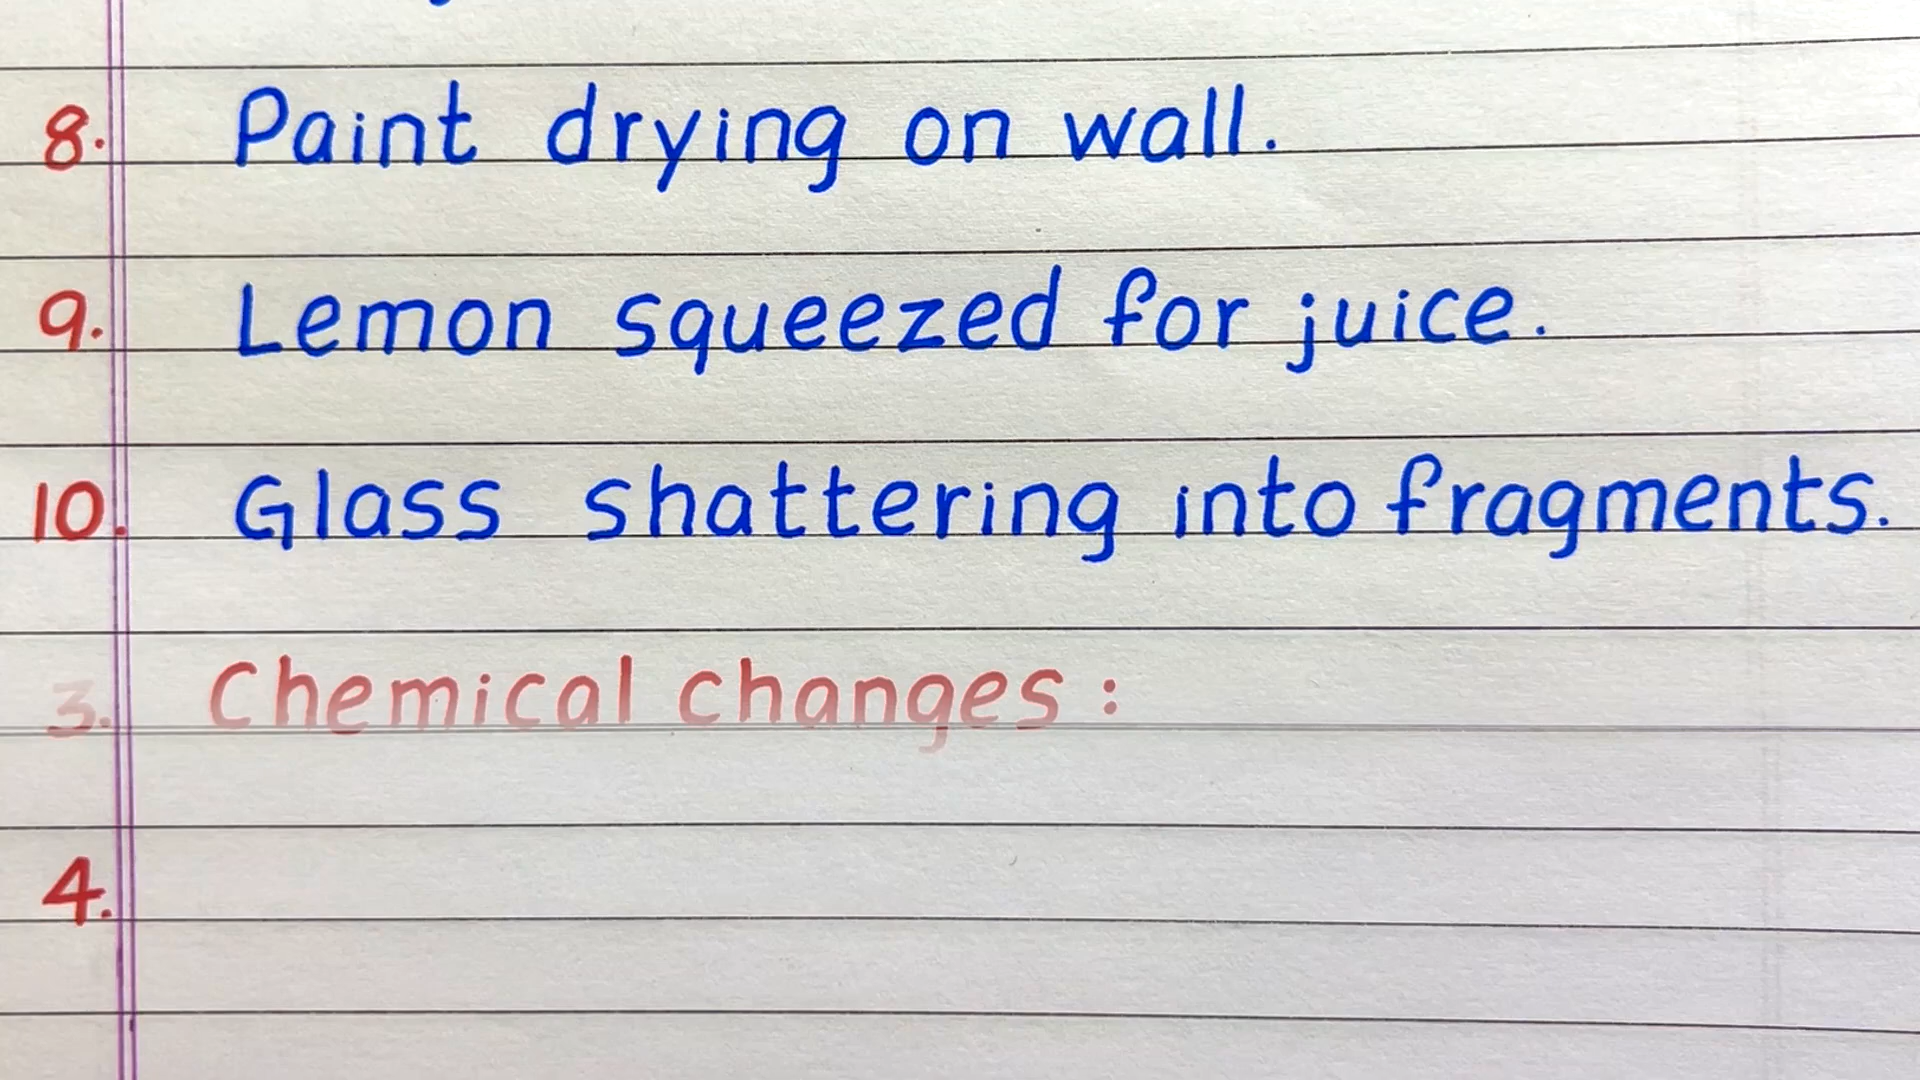 8. Paint drying on wall.
9. Lemon squeezed for juice.
10. Glass shattering into fragments.
3. Chemical changes :
4.